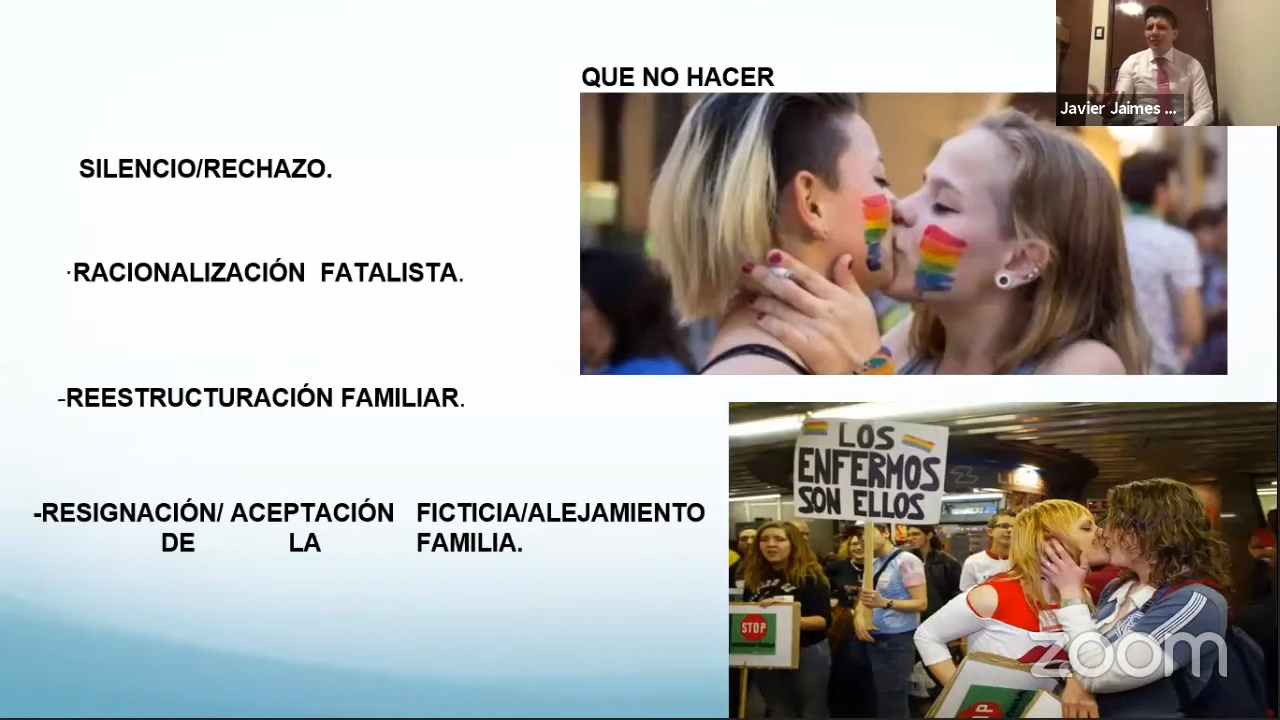 QUE NO HACER
Javier Jaimes ...
SILENCIO/RECHAZO.
·RACIONALIZACIÓN FATALISTA.
-REESTRUCTURACIÓN FAMILIAR.
-RESIGNACIÓN/ ACEPTACIÓN FICTICIA/ALEJAMIENTO
DE LA FAMILIA.
LOS
ENFERMOS
SON ELLOS
STOP
zoom